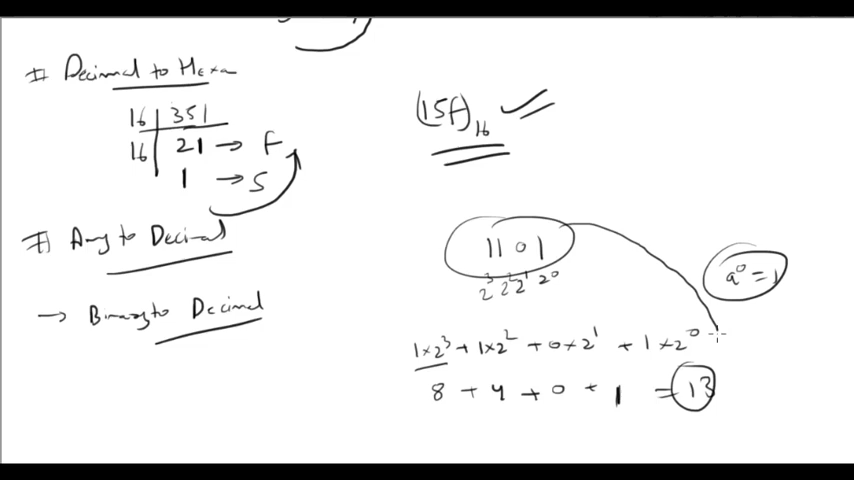 # Decimal to Hexa
16 | 351
16 | 21 → F
1 → 5
(15F)₁₆
# Any to Decimal
1101
2³ 2² 2¹ 2⁰
a⁰ = 1
→ Binary to Decimal
1×2³ + 1×2² + 0×2¹ + 1×2⁰
8 + 4 + 0 + 1 = 13